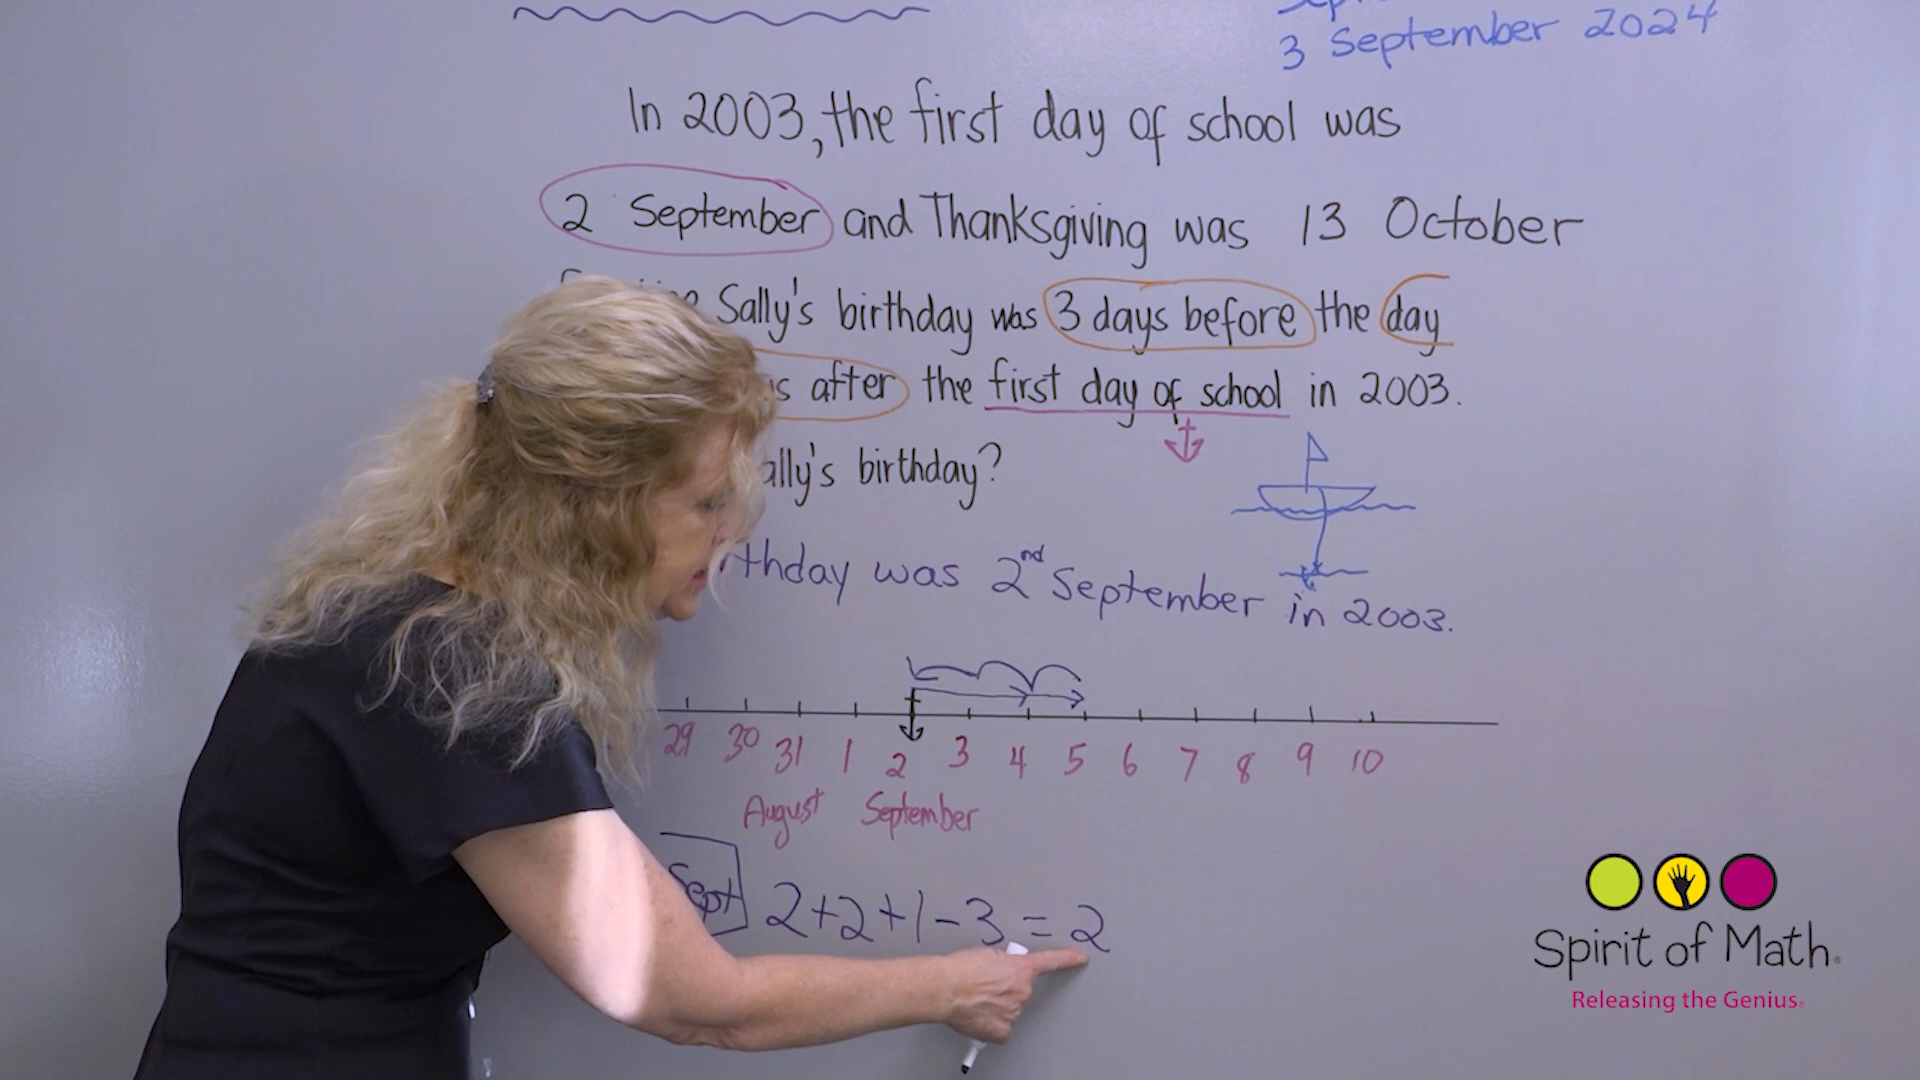 3 September 2024
In 2003, the first day of school was
2 September and Thanksgiving was 13 October
Sally's birthday was 3 days before the day
after the first day of school in 2003.
ally's birthday?
thday was 2nd September in 2003.
29 30 31 1 2 3 4 5 6 7 8 9 10
August September
Sept 2+2+1-3=2
Spirit of Math
Releasing the Genius